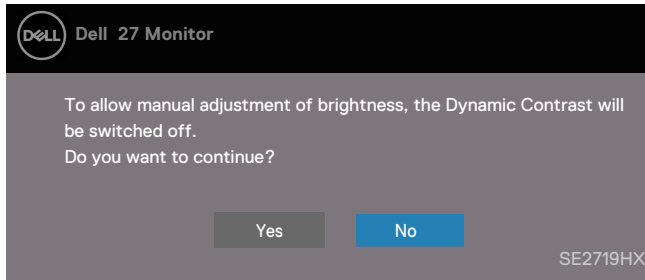 DELL Dell 27 Monitor
To allow manual adjustment of brightness, the Dynamic Contrast will
be switched off.
Do you want to continue?
Yes No
SE2719HX